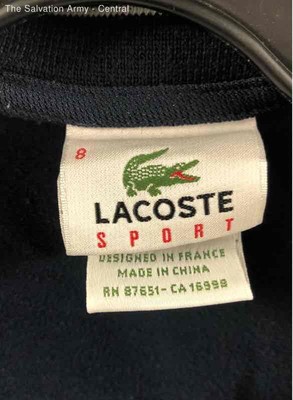 The Salvation Army - Central
8
LACOSTE
SPORT
DESIGNED IN FRANCE
MADE IN CHINA
RN 87651 - CA 16998